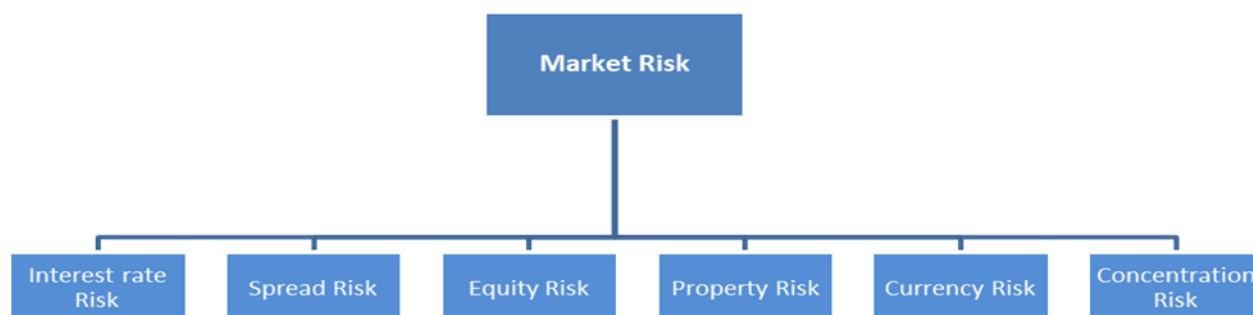 Market Risk
Interest rate
Risk
Spread Risk
Equity Risk
Property Risk
Currency Risk
Concentration
Risk